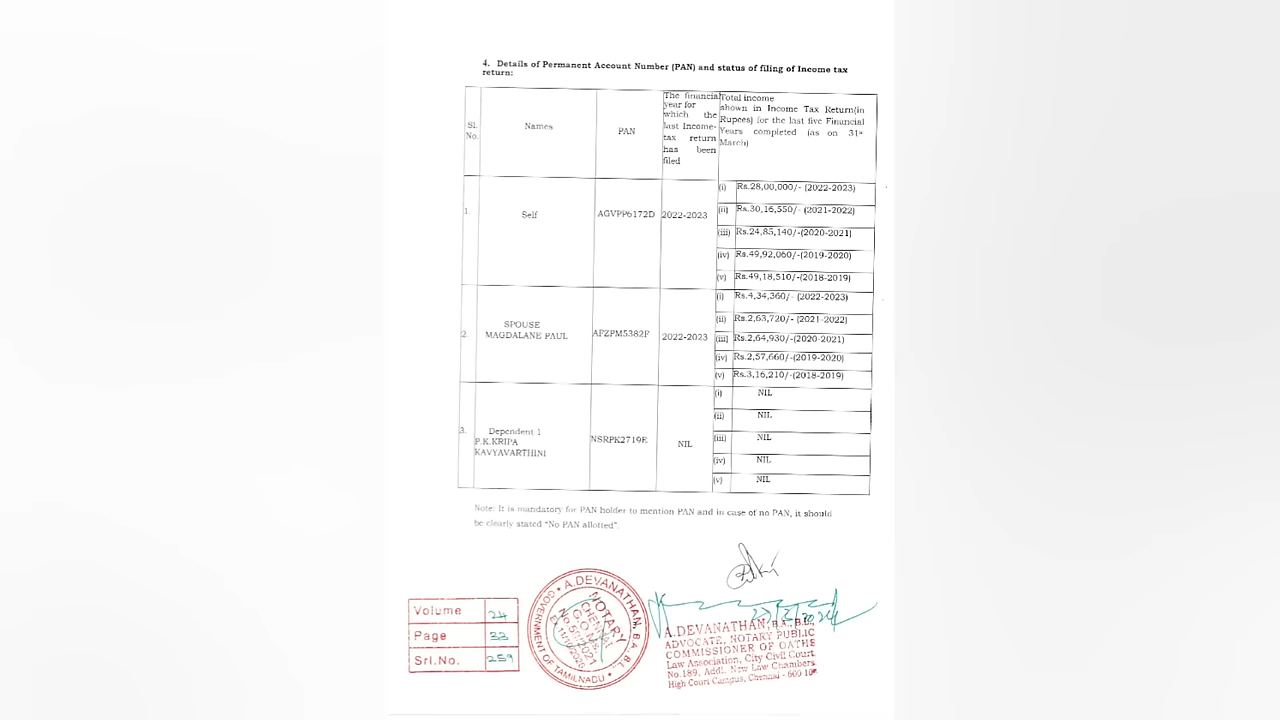 4. Details of Permanent Account Number (PAN) and status of filing of Income tax
return:
Sl.
No.
Names
PAN
The financial
year for
which the
last Income-
tax return
has been
filed
Total income
shown in Income Tax Return(in
Rupees) for the last five Financial
Years completed (as on 31st
March)
1.
Self
AGVPP6172D
2022-2023
(i) Rs.28,00,000/- (2022-2023)
(ii) Rs.30,16,550/- (2021-2022)
(iii) Rs.24,85,140/-(2020-2021)
(iv) Rs.49,92,060/-(2019-2020)
(v) Rs.49,18,510/-(2018-2019)
2.
SPOUSE
MAGDALANE PAUL
AFZPM5382F
2022-2023
(i) Rs.4,34,360/- (2022-2023)
(ii) Rs.2,63,720/- (2021-2022)
(iii) Rs.2,64,930/-(2020-2021)
(iv) Rs.2,57,660/-(2019-2020)
(v) Rs.3,16,210/-(2018-2019)
3.
Dependent 1
P.K.KRIPA
KAVYAVARTHINI
NSRPK2719E
NIL
(i) NIL
(ii) NIL
(iii) NIL
(iv) NIL
(v) NIL
Note: It is mandatory for PAN holder to mention PAN and in case of no PAN, it should
be clearly stated "No PAN allotted".
Volume 24
Page 33
Srl.No. 259
A.DEVANATHAN, B.A., B.L.,
GOVERNMENT OF TAMILNADU
NOTARY
CHENNAI
G.O.Ms.
27/3/2024
A.DEVANATHAN, B.A., B.L.,
ADVOCATE, NOTARY PUBLIC
COMMISSIONER OF OATHS
Law Association, City Civil Court,
No.189, Addl. New Law Chambers
High Court Campus, Chennai - 600 104